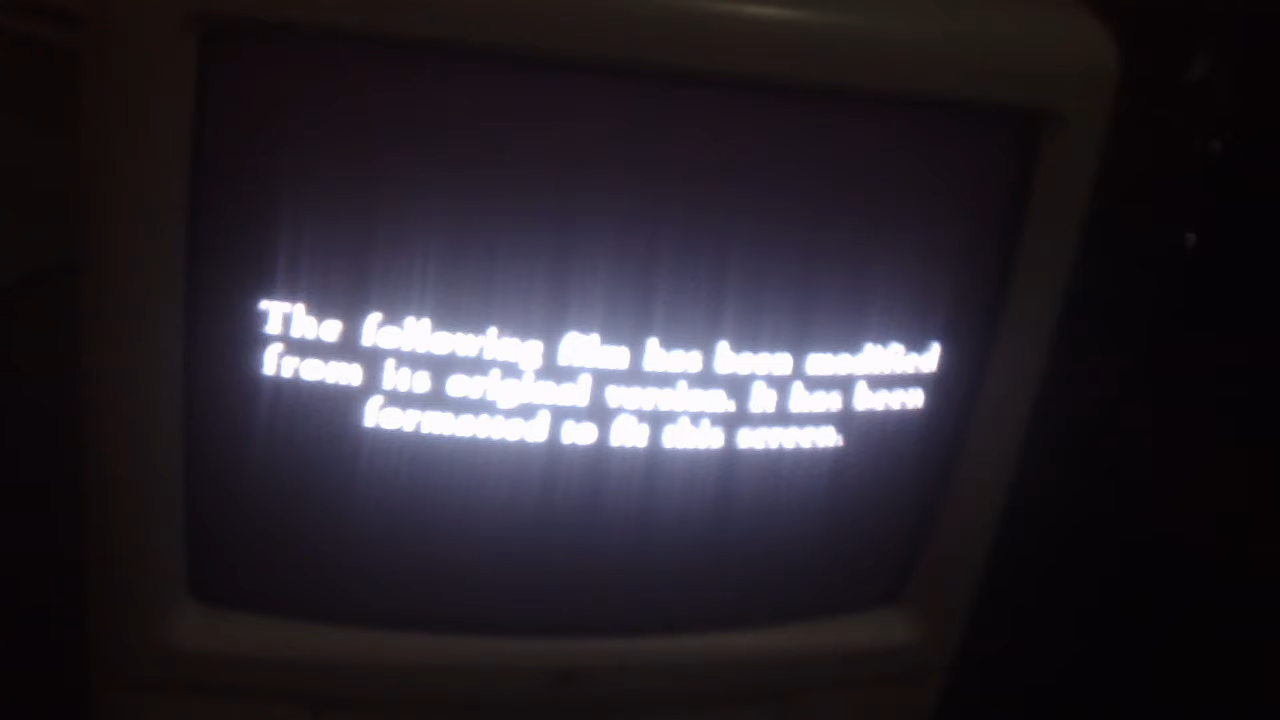 The following film has been modified
from its original version. It has been
formatted to fit this screen.